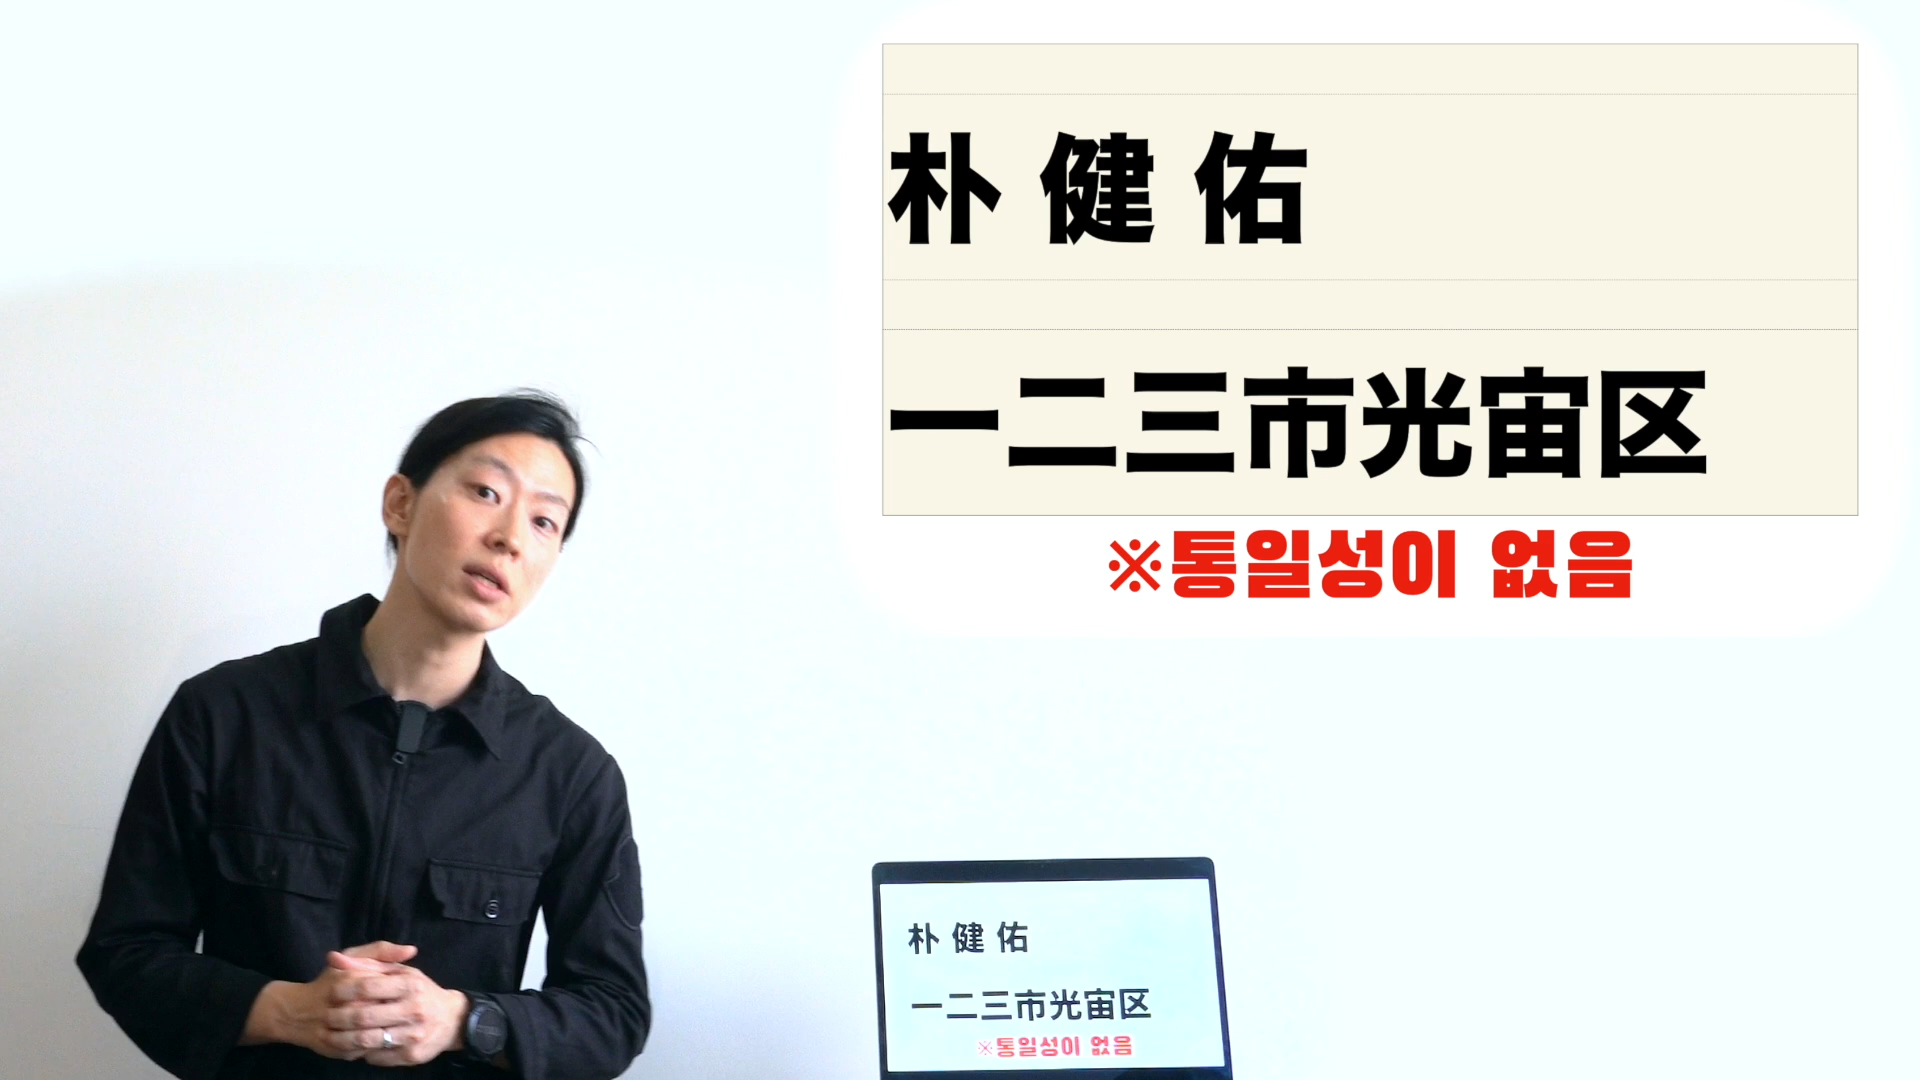 朴 健 佑
一二三市光宙区
※통일성이 없음
朴 健 佑
一二三市光宙区
※통일성이 없음